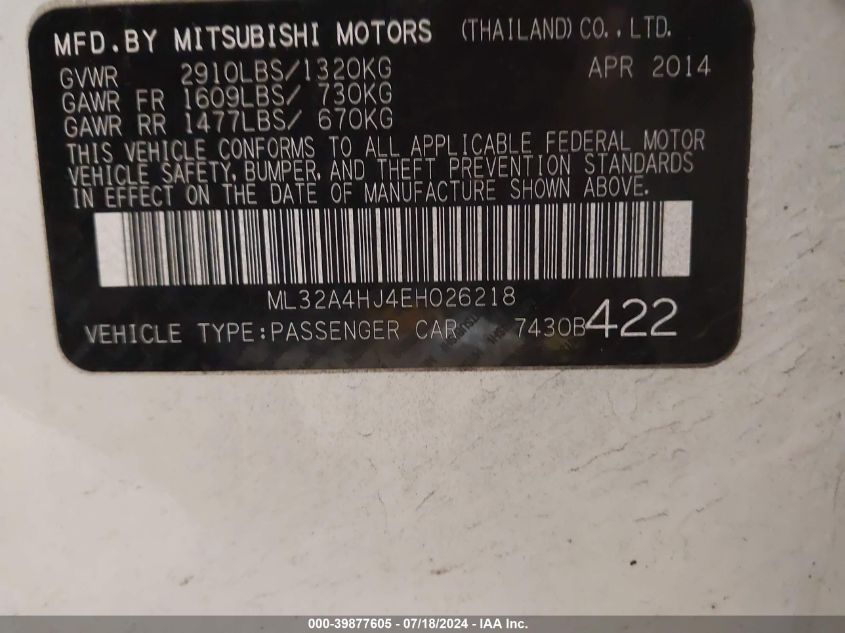 MFD. BY MITSUBISHI MOTORS (THAILAND) CO., LTD.
GVWR 2910LBS/1320KG APR 2014
GAWR FR 1609LBS/ 730KG
GAWR RR 1477LBS/ 670KG
THIS VEHICLE CONFORMS TO ALL APPLICABLE FEDERAL MOTOR
VEHICLE SAFETY, BUMPER, AND THEFT PREVENTION STANDARDS
IN EFFECT ON THE DATE OF MANUFACTURE SHOWN ABOVE.
ML32A4HJ4EH026218
VEHICLE TYPE:PASSENGER CAR 7430B422
000-39877605 - 07/18/2024 - IAA Inc.